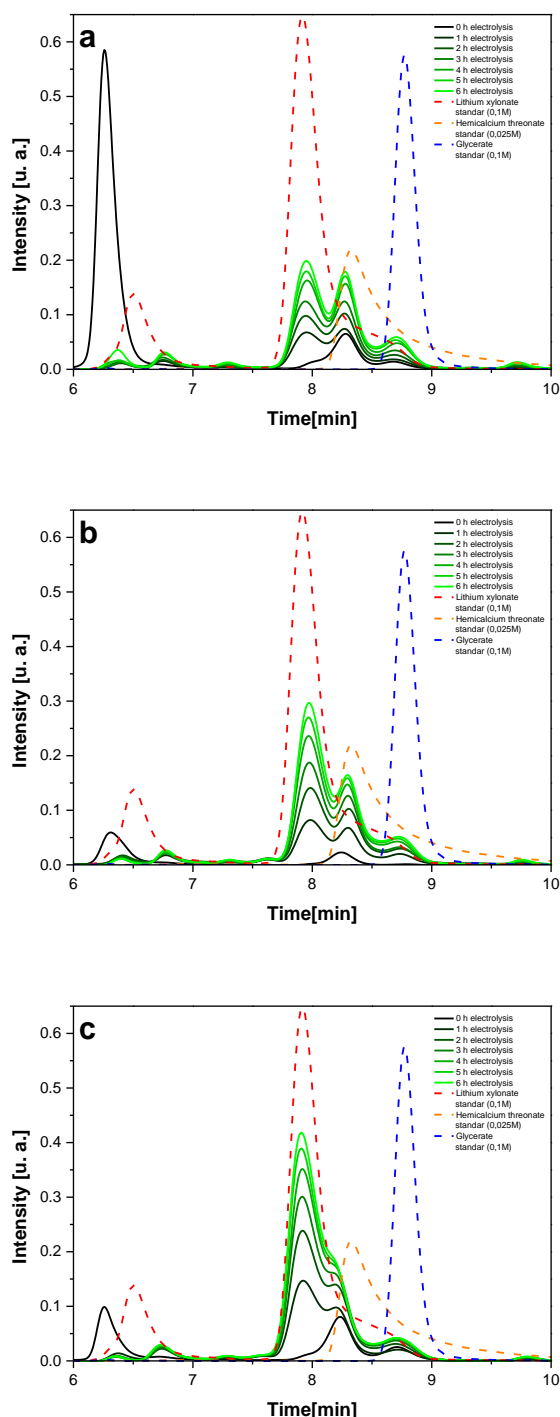 a
0 h electrolysis
1 h electrolysis
2 h electrolysis
3 h electrolysis
4 h electrolysis
5 h electrolysis
6 h electrolysis
Lithium xylonate
standar (0,1M)
Hemicalcium threonate
standar (0,025M)
Glycerate
standar (0,1M)
Intensity [u. a.]
0.6
0.5
0.4
0.3
0.2
0.1
0.0
6 7 8 9 10
Time[min]
b
0 h electrolysis
1 h electrolysis
2 h electrolysis
3 h electrolysis
4 h electrolysis
5 h electrolysis
6 h electrolysis
Lithium xylonate
standar (0,1M)
Hemicalcium threonate
standar (0,025M)
Glycerate
standar (0,1M)
Intensity [u. a.]
0.6
0.5
0.4
0.3
0.2
0.1
0.0
6 7 8 9 10
Time[min]
c
0 h electrolysis
1 h electrolysis
2 h electrolysis
3 h electrolysis
4 h electrolysis
5 h electrolysis
6 h electrolysis
Lithium xylonate
standar (0,1M)
Hemicalcium threonate
standar (0,025M)
Glycerate
standar (0,1M)
Intensity [u. a.]
0.6
0.5
0.4
0.3
0.2
0.1
0.0
6 7 8 9 10
Time[min]